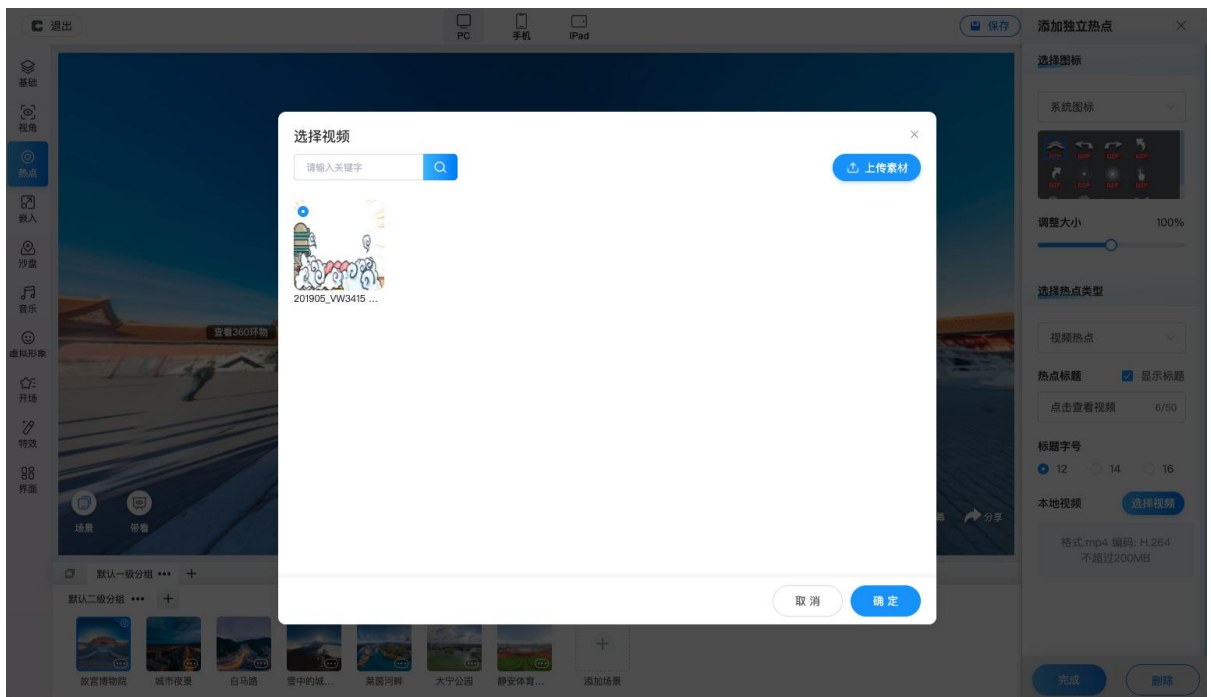 退出
PC
手机
iPad
保存
添加独立热点
基础
视角
热点
嵌入
沙盘
音乐
虚拟形象
开场
特效
界面
选择图标
系统图标
调整大小
100%
选择热点类型
视频热点
热点标题
显示标题
点击查看视频
6/50
标题字号
12
14
16
本地视频
选择视频
格式:mp4 编码: H.264
不超过200MB
完成
删除
选择视频
请输入关键字
上传素材
201905_VW3415 ...
取消
确定
查看360环物
场景
带看
分享
默认一级分组 •••
默认二级分组 •••
故宫博物院
城市夜景
白马路
雪中的城...
莱茵河畔
大宁公园
静安体育...
添加场景